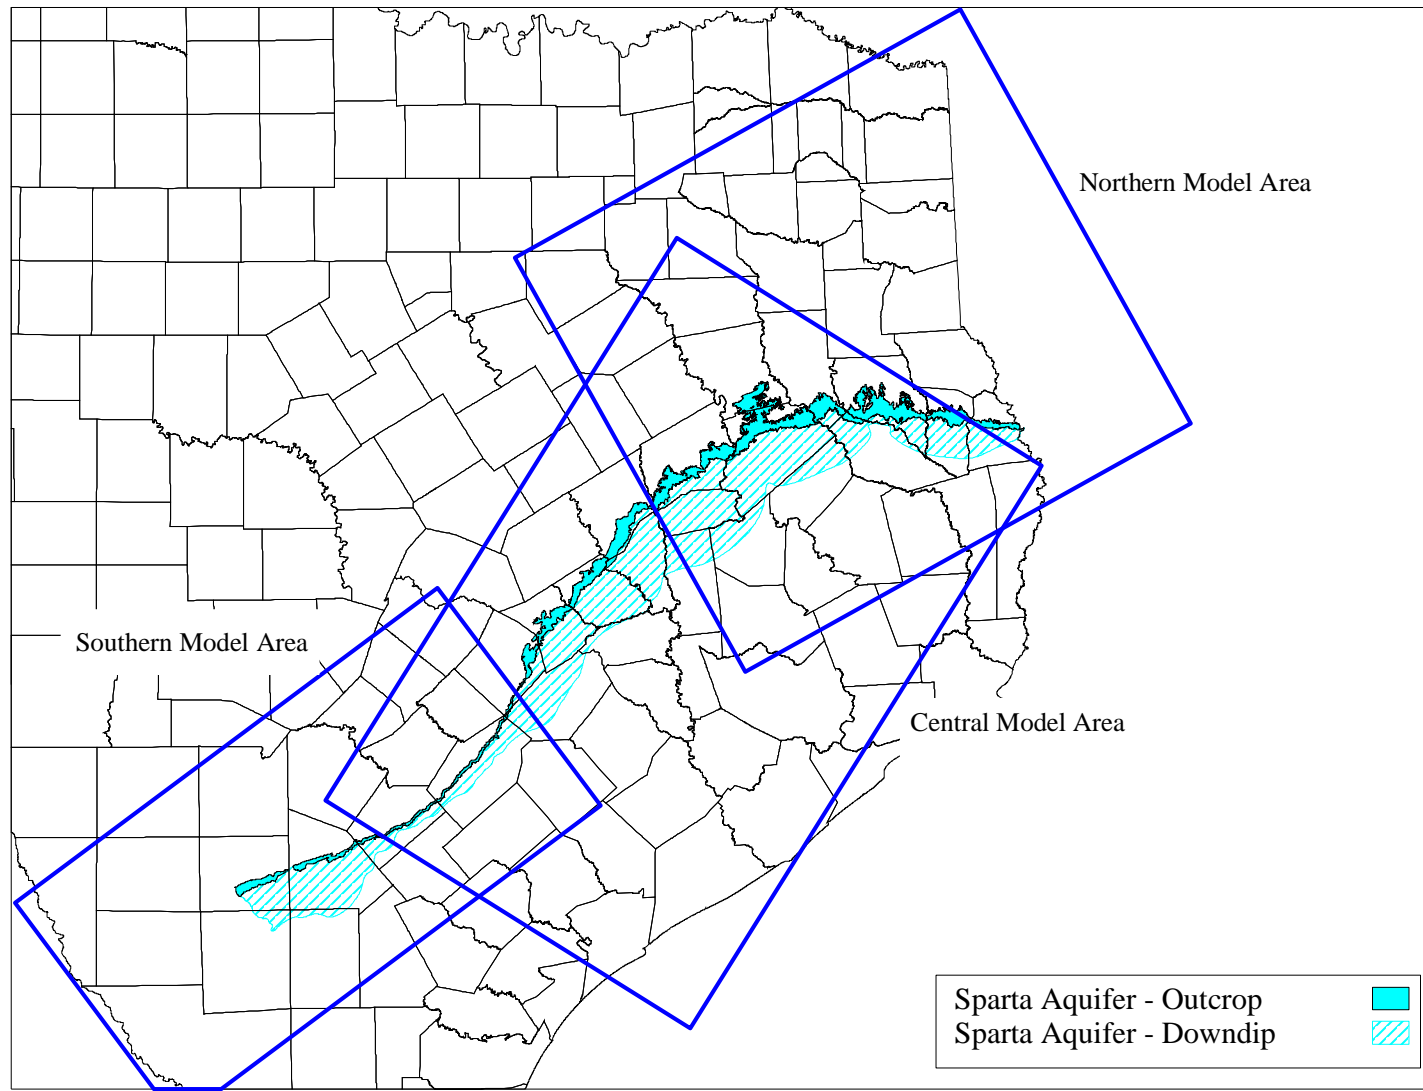 Northern Model Area
Southern Model Area
Central Model Area
Sparta Aquifer - Outcrop
Sparta Aquifer - Downdip